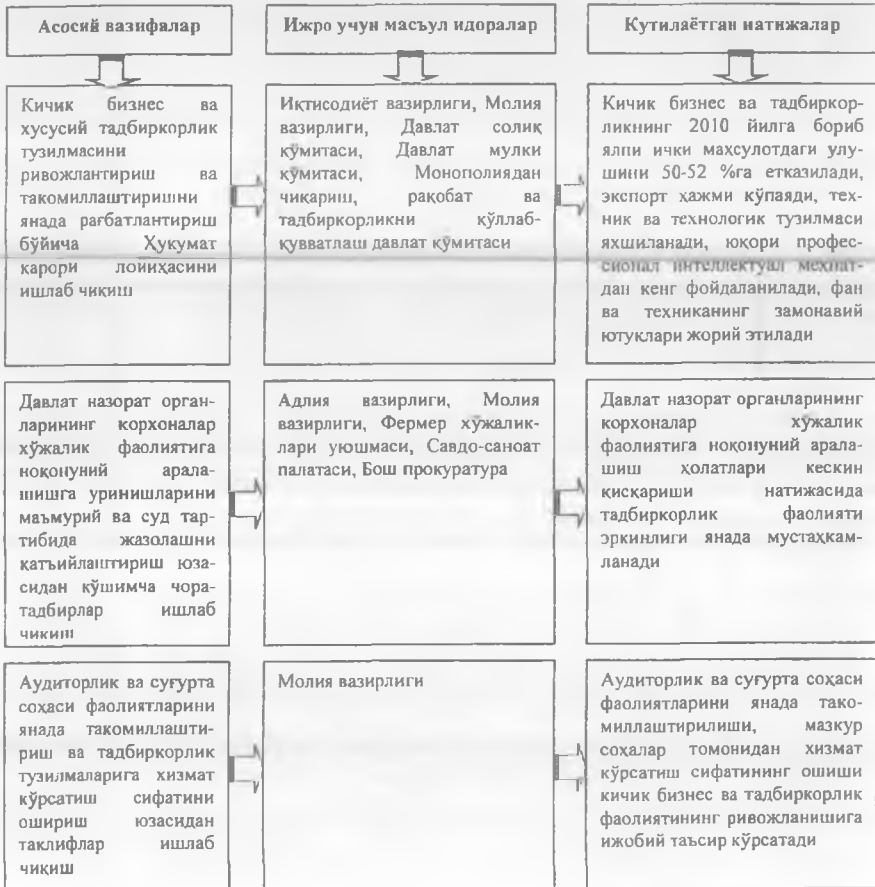 Асосий вазифалар
Ижро учун масъул идоралар
Кутилаётган натижалар
Кичик бизнес ва
хусусий тадбиркорлик
тузилмасини
ривожлантириш ва
такомиллаштиришни
янада рағбатлантириш
бўйича Ҳукумат
қарори лойиҳасини
ишлаб чиқиш
Иқтисодиёт вазирлиги, Молия
вазирлиги, Давлат солиқ
қўмитаси, Давлат мулки
қўмитаси, Монополиядан
чиқариш, рақобат ва
тадбиркорликни қўллаб-
қувватлаш давлат қўмитаси
Кичик бизнес ва тадбиркор-
ликнинг 2010 йилга бориб
ялпи ички махсулотдаги улу-
шини 50-52 %га етказилади,
экспорт ҳажми кўпаяди, тех-
ник ва технологик тузилмаси
яхшиланади, юқори профес-
сионал интеллектуал меҳнат-
дан кенг фойдаланилади, фан
ва техниканинг замонавий
ютуқлари жорий этилади
Давлат назорат орган-
ларининг корхоналар
хўжалик фаолиятига
ноқонуний арала-
шишга уринишларини
маъмурий ва суд тар-
тибида жазолашни
қатъийлаштириш юза-
сидан қўшимча чора-
тадбирлар ишлаб
чиқиш
Адлия вазирлиги, Молия
вазирлиги, Фермер хўжалик-
лари уюшмаси, Савдо-саноат
палатаси, Бош прокуратура
Давлат назорат органларининг
корхоналар хўжалик
фаолиятига ноқонуний арала-
шиш ҳолатлари кескин
қисқариши натижасида
тадбиркорлик фаолияти
эркинлиги янада мустаҳкам-
ланади
Аудиторлик ва суғурта
соҳаси фаолиятларини
янада такомиллашти-
риш ва тадбиркорлик
тузилмаларига хизмат
кўрсатиш сифатини
ошириш юзасидан
таклифлар ишлаб
чиқиш
Молия вазирлиги
Аудиторлик ва суғурта соҳаси
фаолиятларини янада тако-
миллаштирилиши, мазкур
соҳалар томонидан хизмат
кўрсатиш сифатининг ошиши
кичик бизнес ва тадбиркорлик
фаолиятининг ривожланишига
ижобий таъсир кўрсатади